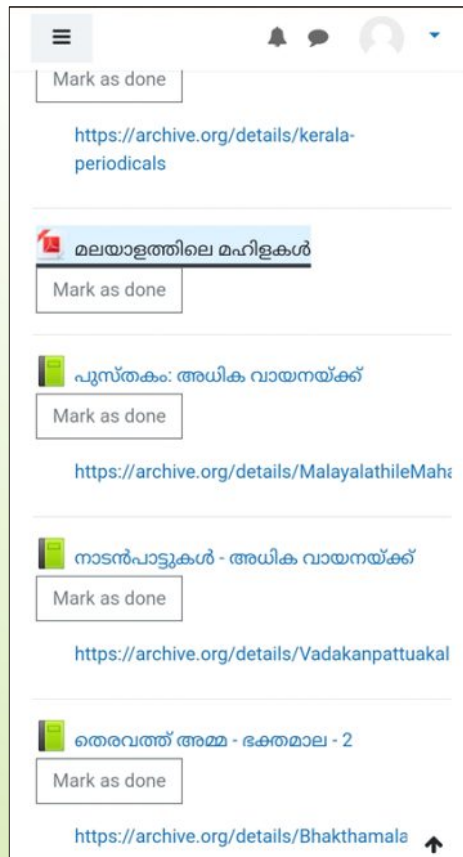 Mark as done
https://archive.org/details/kerala-
periodicals
മലയാളത്തിലെ മഹിളകൾ
Mark as done
പുസ്തകം: അധിക വായനയ്ക്ക്
Mark as done
https://archive.org/details/MalayalathileMaha
നാടൻപാട്ടുകൾ - അധിക വായനയ്ക്ക്
Mark as done
https://archive.org/details/Vadakanpattuakal
തെരവത്ത് അമ്മ - ഭക്തമാല - 2
Mark as done
https://archive.org/details/Bhakthamala